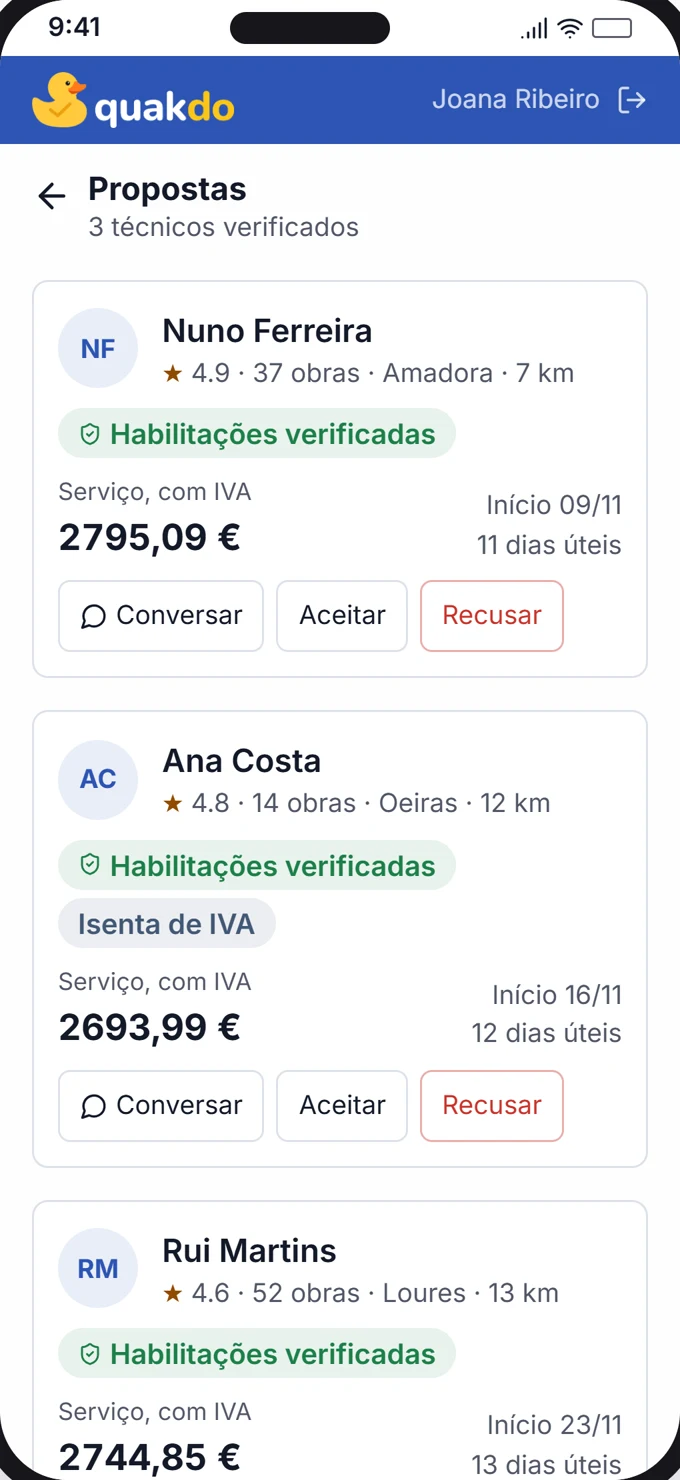 9:41
quakdo
Joana Ribeiro
Propostas
3 técnicos verificados
NF
Nuno Ferreira
★ 4.9 · 37 obras · Amadora · 7 km
Habilitações verificadas
Serviço, com IVA
2795,09 €
Início 09/11
11 dias úteis
Conversar
Aceitar
Recusar
AC
Ana Costa
★ 4.8 · 14 obras · Oeiras · 12 km
Habilitações verificadas
Isenta de IVA
Serviço, com IVA
2693,99 €
Início 16/11
12 dias úteis
Conversar
Aceitar
Recusar
RM
Rui Martins
★ 4.6 · 52 obras · Loures · 13 km
Habilitações verificadas
Serviço, com IVA
2744,85 €
Início 23/11
13 dias úteis